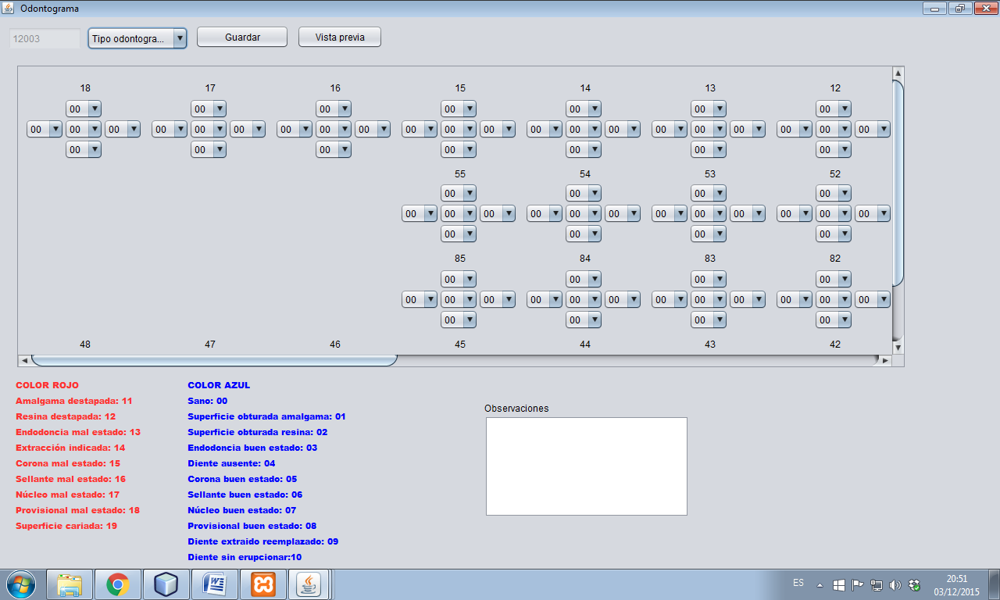 Odontograma
12003 Tipo odontogra... Guardar Vista previa
18 17 16 15 14 13 12
00 00 00 00 00 00 00
00 00 00 00 00 00 00 00 00 00 00 00 00 00 00 00 00 00 00 00 00
00 00 00 00 00 00 00
55 54 53 52
00 00 00 00
00 00 00 00 00 00 00 00 00 00 00 00
00 00 00 00
85 84 83 82
00 00 00 00
00 00 00 00 00 00 00 00 00 00 00 00
00 00 00 00
48 47 46 45 44 43 42
COLOR ROJO
Amalgama destapada: 11
Resina destapada: 12
Endodoncia mal estado: 13
Extracción indicada: 14
Corona mal estado: 15
Sellante mal estado: 16
Núcleo mal estado: 17
Provisional mal estado: 18
Superficie cariada: 19
COLOR AZUL
Sano: 00
Superficie obturada amalgama: 01
Superficie obturada resina: 02
Endodoncia buen estado: 03
Diente ausente: 04
Corona buen estado: 05
Sellante buen estado: 06
Núcleo buen estado: 07
Provisional buen estado: 08
Diente extraido reemplazado: 09
Diente sin erupcionar:10
Observaciones
ES
20:51
03/12/2015